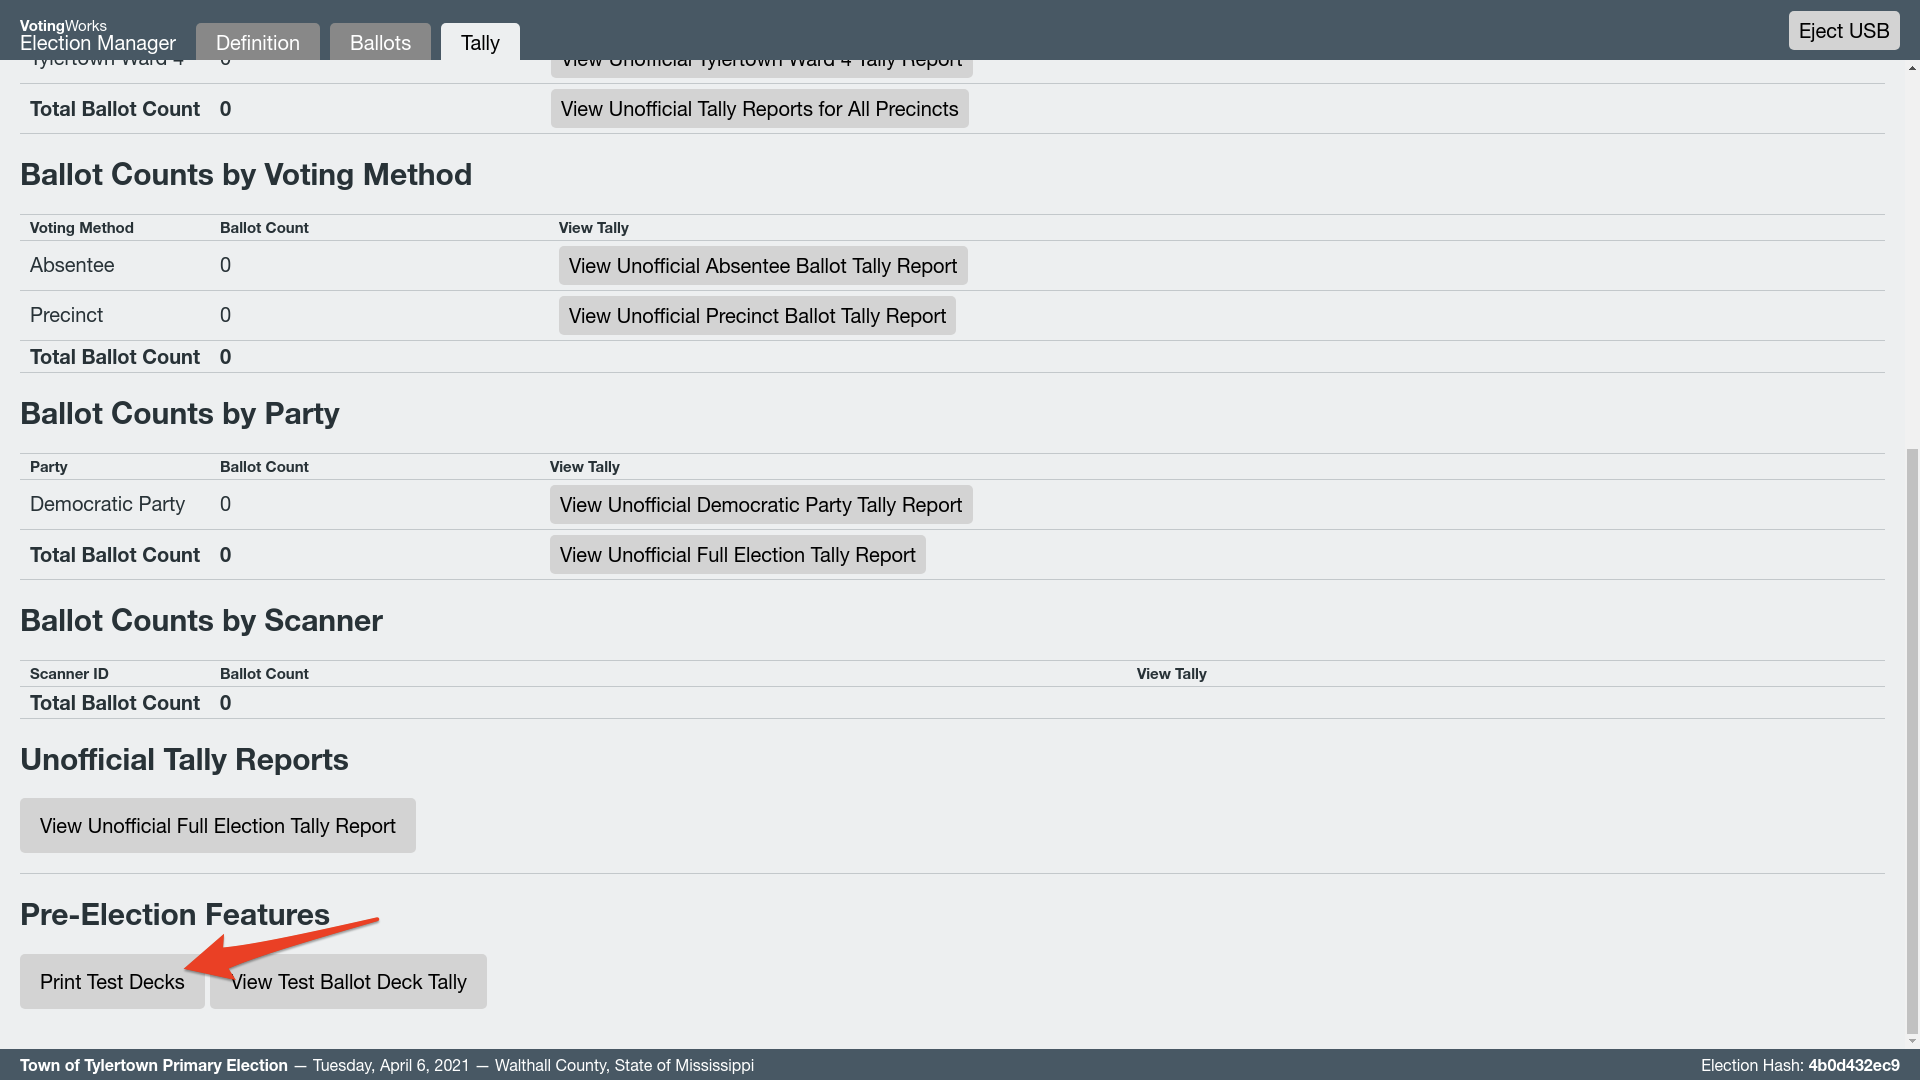 VotingWorks
Election Manager
Definition
Ballots
Tally
Eject USB
Tylertown Ward 4 0 View Unofficial Tylertown Ward 4 Tally Report
Total Ballot Count 0 View Unofficial Tally Reports for All Precincts
Ballot Counts by Voting Method
Voting Method Ballot Count View Tally
Absentee 0 View Unofficial Absentee Ballot Tally Report
Precinct 0 View Unofficial Precinct Ballot Tally Report
Total Ballot Count 0
Ballot Counts by Party
Party Ballot Count View Tally
Democratic Party 0 View Unofficial Democratic Party Tally Report
Total Ballot Count 0 View Unofficial Full Election Tally Report
Ballot Counts by Scanner
Scanner ID Ballot Count View Tally
Total Ballot Count 0
Unofficial Tally Reports
View Unofficial Full Election Tally Report
Pre-Election Features
Print Test Decks View Test Ballot Deck Tally
Town of Tylertown Primary Election — Tuesday, April 6, 2021 — Walthall County, State of Mississippi
Election Hash: 4b0d432ec9